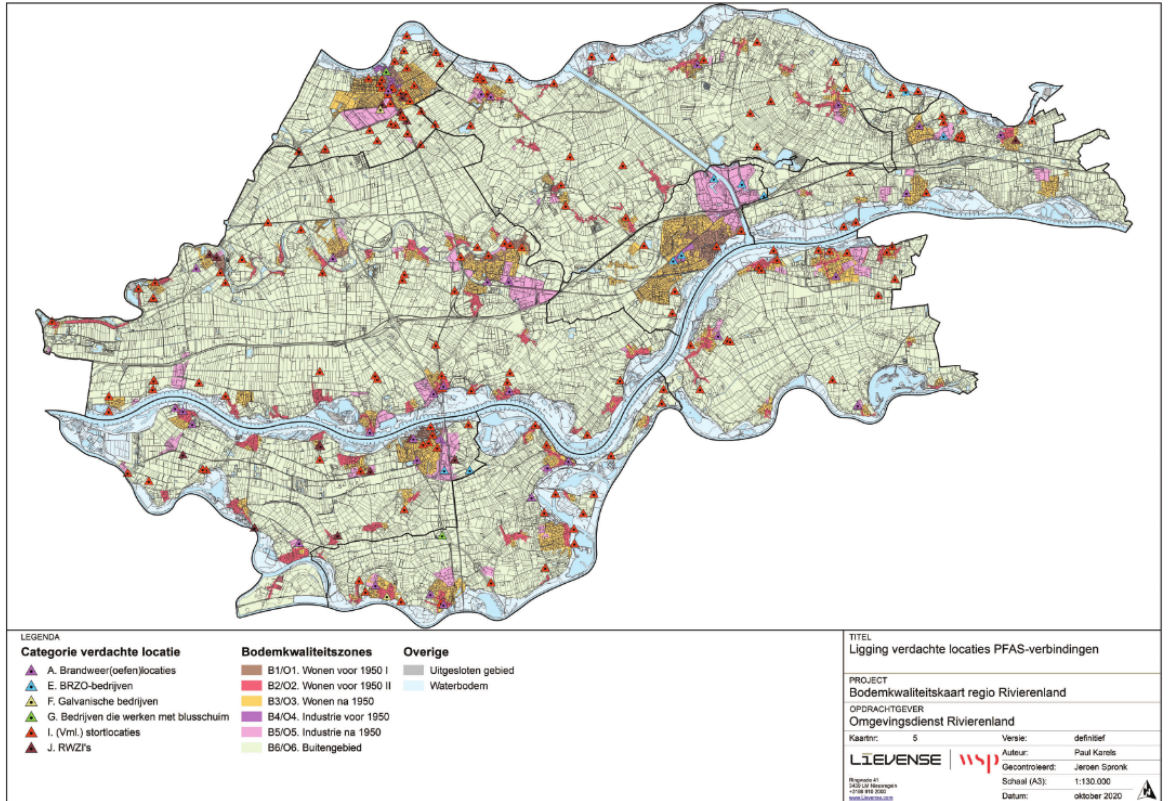 LEGENDA
Categorie verdachte locatie
A. Brandweer(oefen)locaties
E. BRZO-bedrijven
F. Galvanische bedrijven
G. Bedrijven die werken met blusschuim
I. (Vml.) stortlocaties
J. RWZI's
Bodemkwaliteitszones
B1/O1. Wonen voor 1950 I
B2/O2. Wonen voor 1950 II
B3/O3. Wonen na 1950
B4/O4. Industrie voor 1950
B5/O5. Industrie na 1950
B6/O6. Buitengebied
Overige
Uitgesloten gebied
Waterbodem
TITEL
Ligging verdachte locaties PFAS-verbindingen
PROJECT
Bodemkwaliteitskaart regio Rivierenland
OPDRACHTGEVER
Omgevingsdienst Rivierenland
Kaartnr: 5 Versie: definitief
LIEVENSE wsp
Auteur: Paul Karels
Gecontroleerd: Jeroen Spronk
Schaal (A3): 1:130.000
Datum: oktober 2020
www.Lievense.com